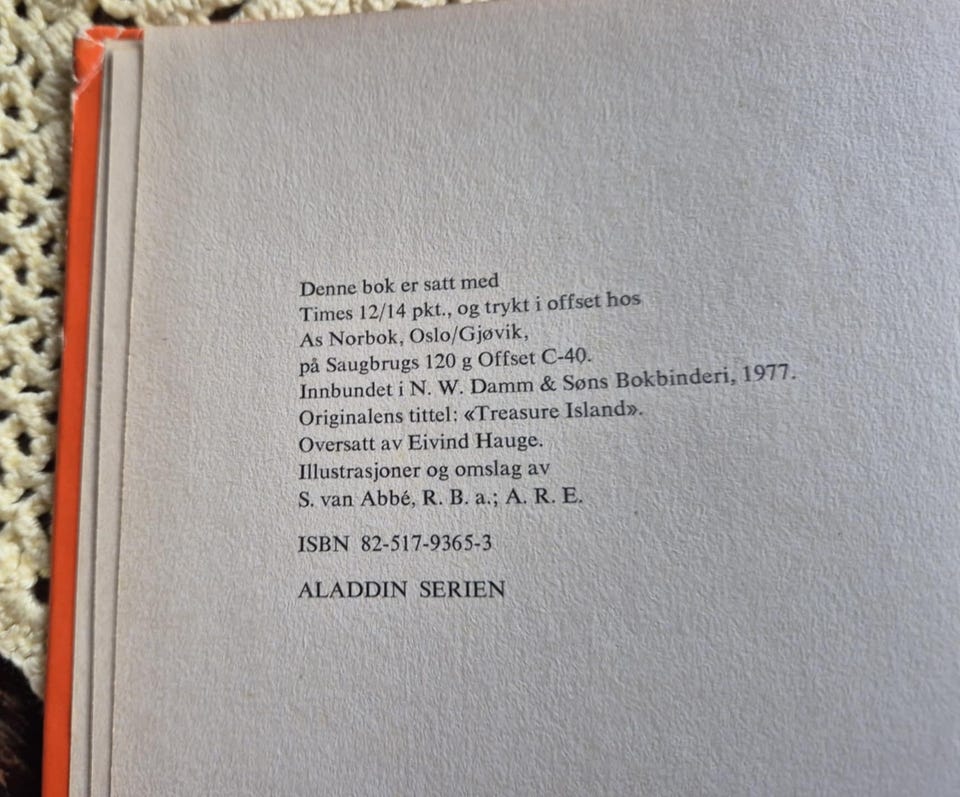 Denne bok er satt med
Times 12/14 pkt., og trykt i offset hos
As Norbok, Oslo/Gjøvik,
på Saugbrugs 120 g Offset C-40.
Innbundet i N. W. Damm & Søns Bokbinderi, 1977.
Originalens tittel: «Treasure Island».
Oversatt av Eivind Hauge.
Illustrasjoner og omslag av
S. van Abbé, R. B. a.; A. R. E.
ISBN 82-517-9365-3
ALADDIN SERIEN